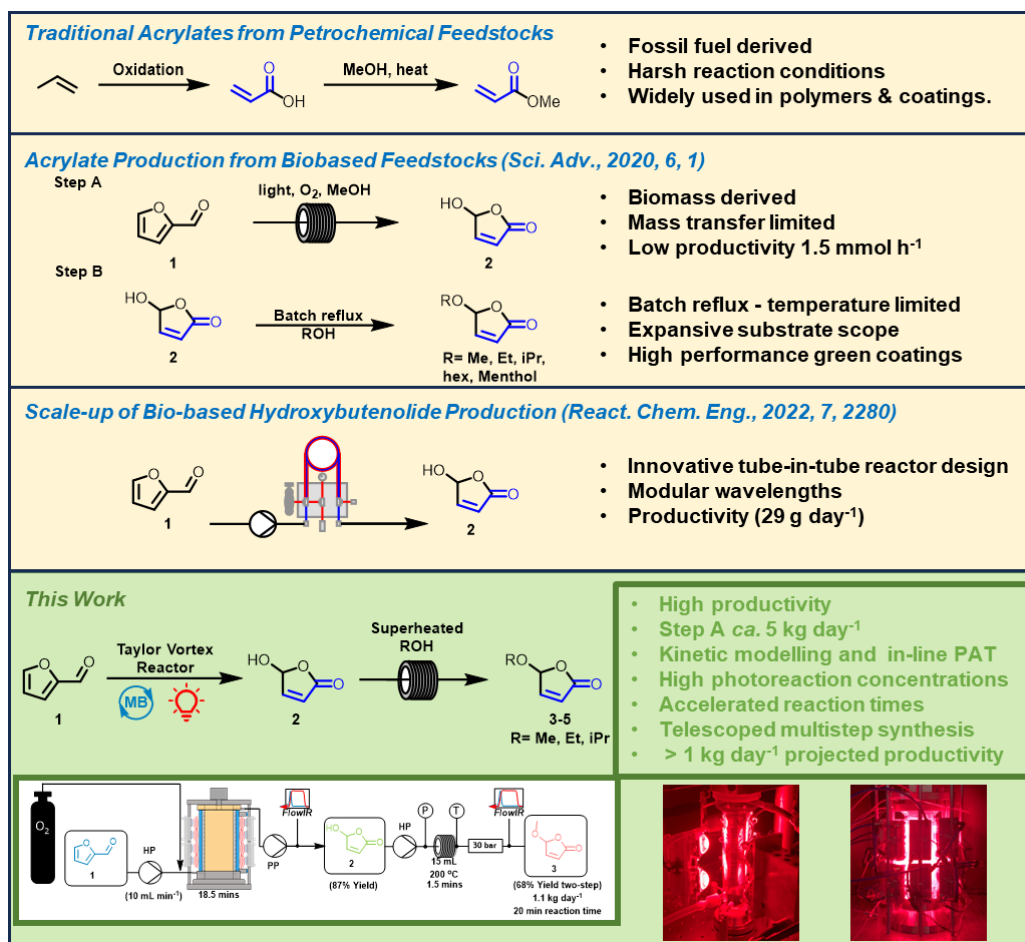 Traditional Acrylates from Petrochemical Feedstocks
Oxidation
O
OH
MeOH, heat
O
OMe
• Fossil fuel derived
• Harsh reaction conditions
• Widely used in polymers & coatings.
Acrylate Production from Biobased Feedstocks (Sci. Adv., 2020, 6, 1)
Step A
O
O
1
light, O₂, MeOH
HO
O
O
2
• Biomass derived
• Mass transfer limited
• Low productivity 1.5 mmol h⁻¹
Step B
HO
O
O
2
Batch reflux
ROH
RO
O
O
R= Me, Et, iPr,
hex, Menthol
• Batch reflux - temperature limited
• Expansive substrate scope
• High performance green coatings
Scale-up of Bio-based Hydroxybutenolide Production (React. Chem. Eng., 2022, 7, 2280)
O
O
1
HO
O
O
2
• Innovative tube-in-tube reactor design
• Modular wavelengths
• Productivity (29 g day⁻¹)
This Work
O
O
1
Taylor Vortex
Reactor
MB
HO
O
O
2
Superheated
ROH
RO
O
O
3-5
R= Me, Et, iPr
• High productivity
• Step A ca. 5 kg day⁻¹
• Kinetic modelling and in-line PAT
• High photoreaction concentrations
• Accelerated reaction times
• Telescoped multistep synthesis
• > 1 kg day⁻¹ projected productivity
O₂
O
O
1
HP
(10 mL min⁻¹)
18.5 mins
PP
FlowIR
HO
O
O
2
(87% Yield)
HP
P
T
15 mL
200 ºC
1.5 mins
30 bar
FlowIR
O
O
O
3
(68% Yield two-step)
1.1 kg day⁻¹
20 min reaction time